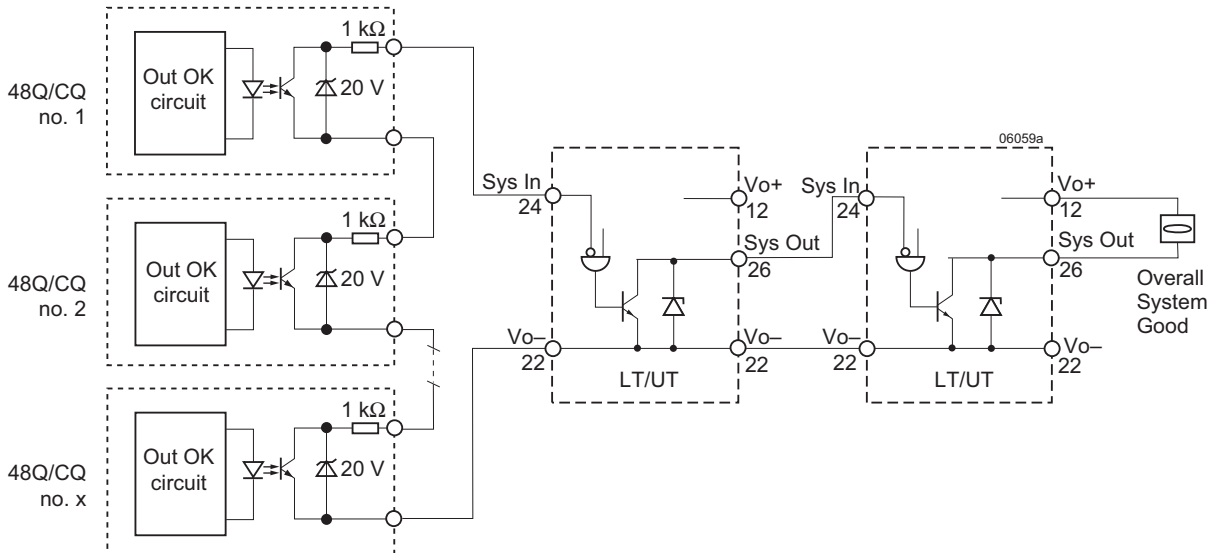 48Q/CQ
no. 1
Out OK
circuit
1 kΩ
20 V
48Q/CQ
no. 2
Out OK
circuit
1 kΩ
20 V
48Q/CQ
no. x
Out OK
circuit
1 kΩ
20 V
Sys In
24
Vo+
12
Sys Out
26
Vo–
22
Vo–
22
LT/UT
06059a
Sys In
24
Vo+
12
Sys Out
26
Vo–
22
Vo–
22
LT/UT
Overall
System
Good